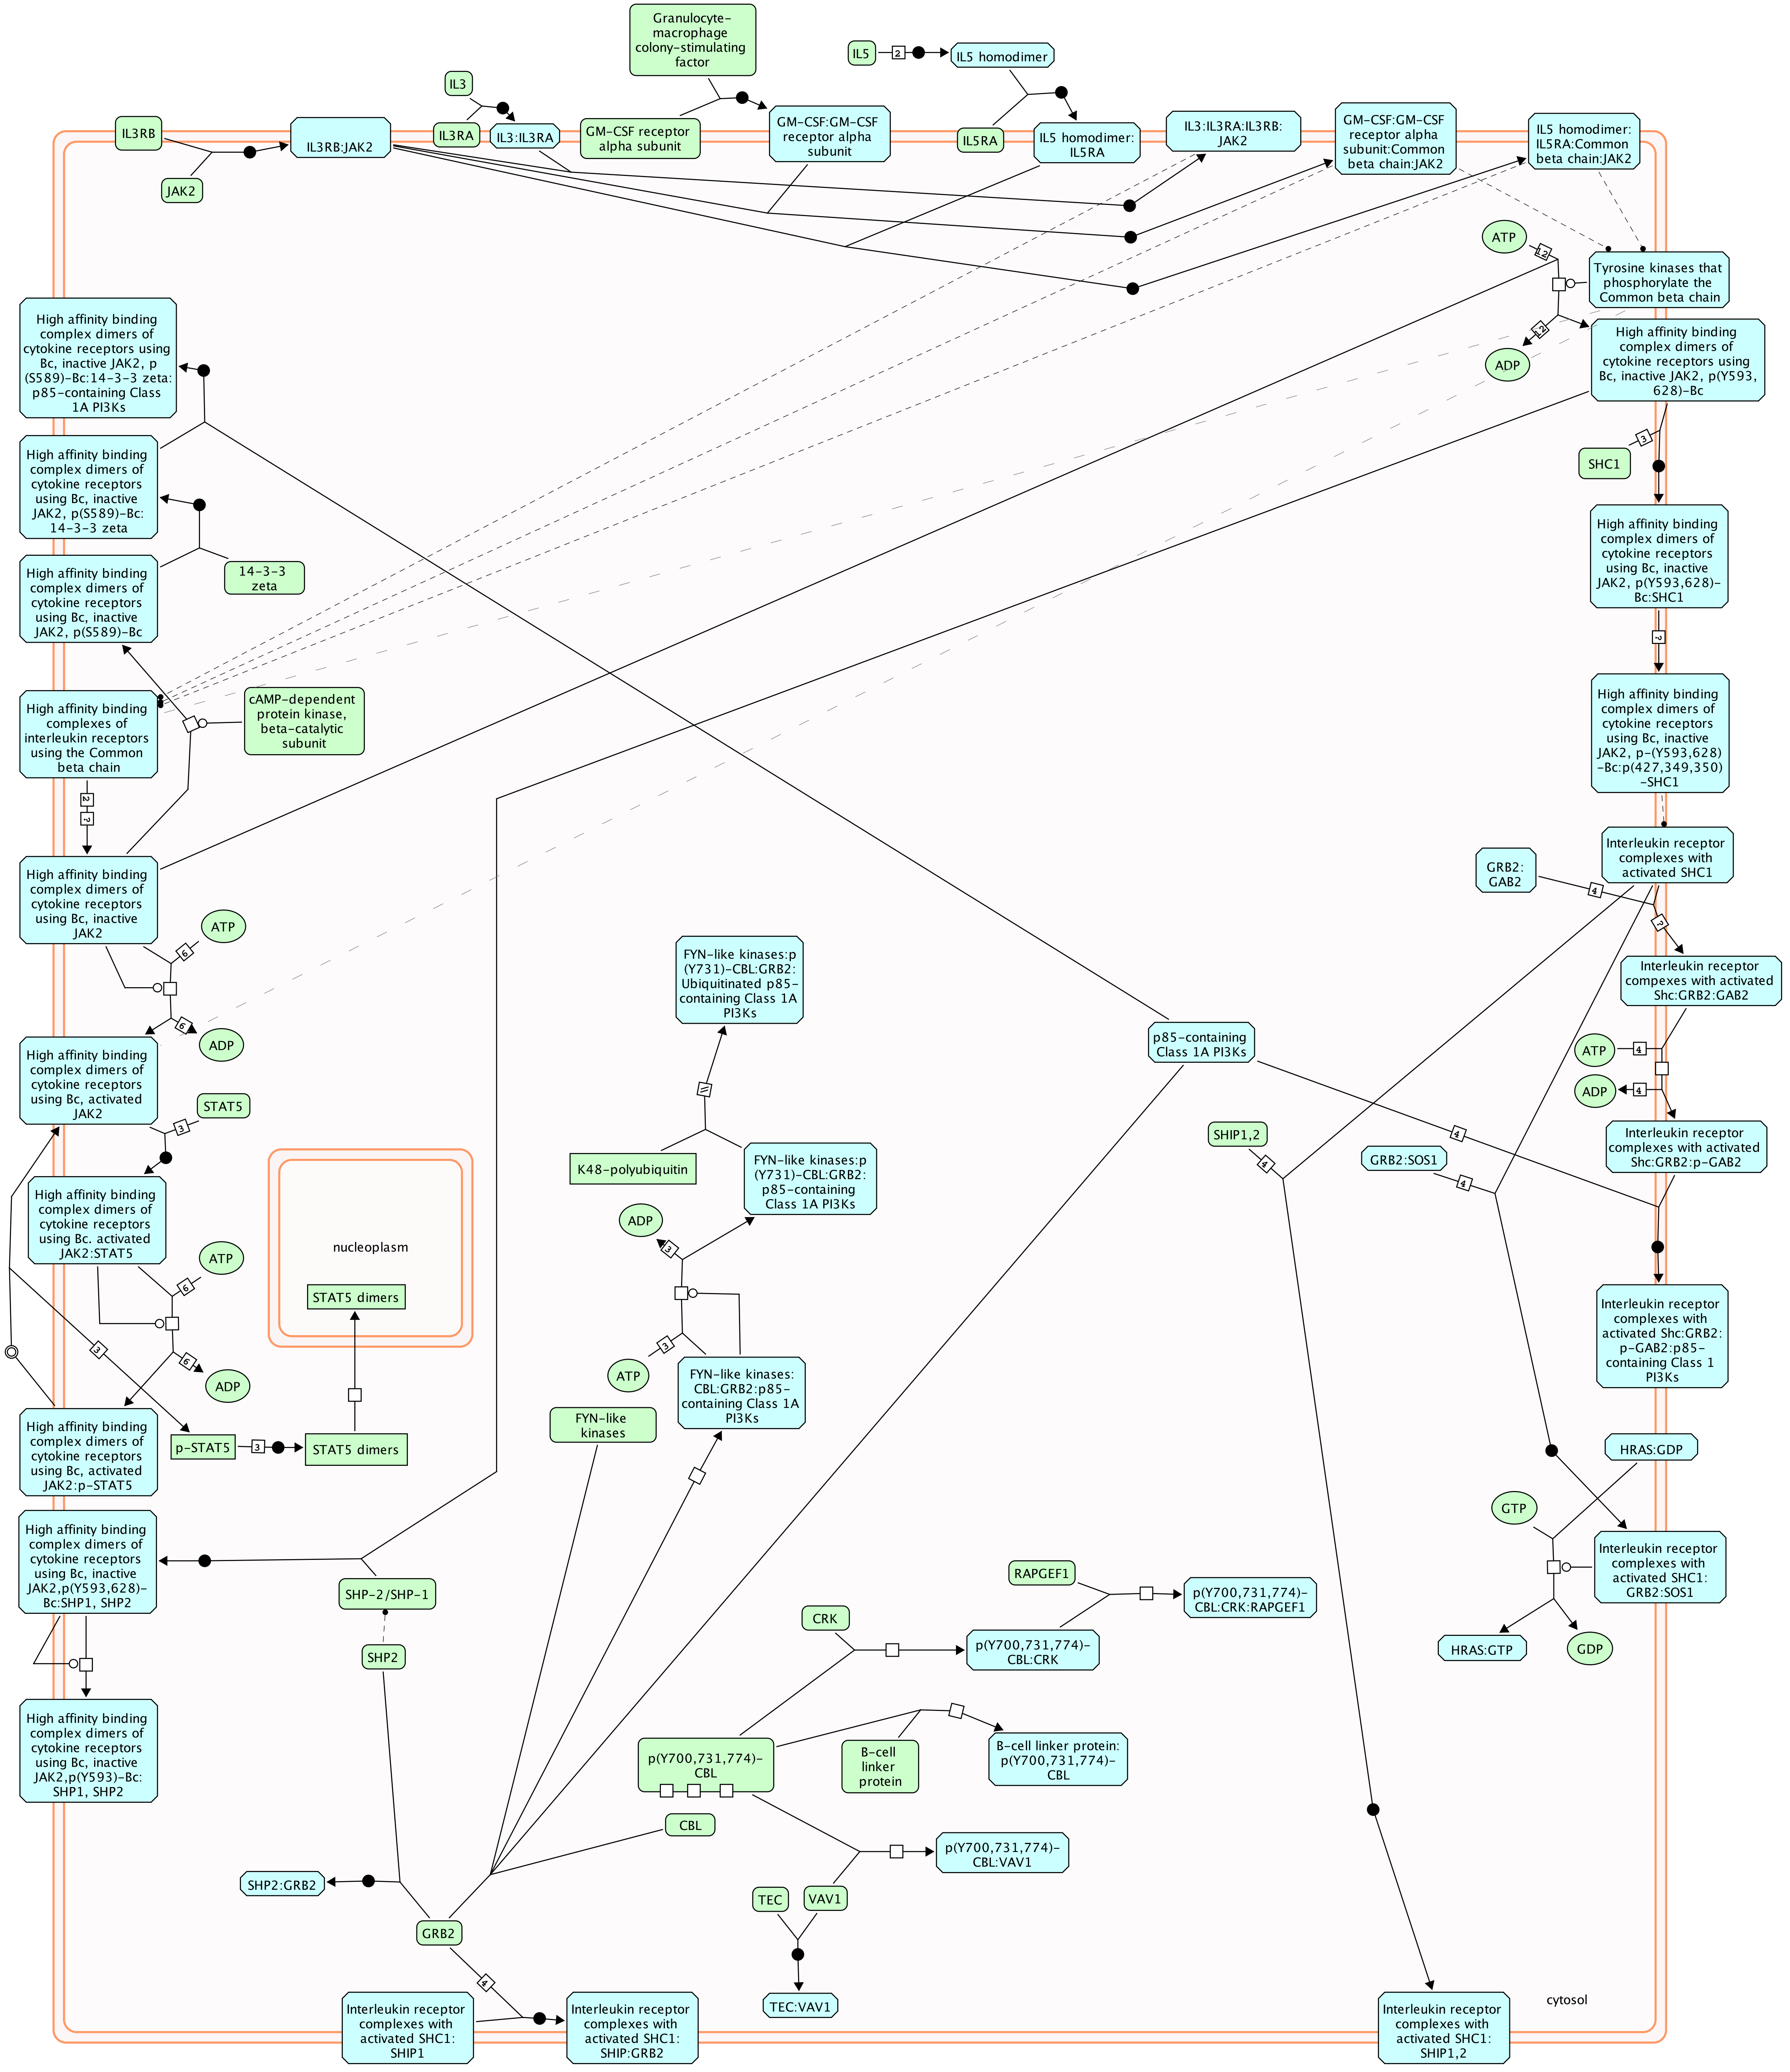 Granulocyte-
macrophage
colony-stimulating
factor
IL5
2
IL5 homodimer
IL3
IL3RB
IL3RB:JAK2
IL3RA
IL3:IL3RA
GM-CSF receptor
alpha subunit
GM-CSF:GM-CSF
receptor alpha
subunit
IL5RA
IL5 homodimer:
IL5RA
IL3:IL3RA:IL3RB:
JAK2
GM-CSF:GM-CSF
receptor alpha
subunit:Common
beta chain:JAK2
IL5 homodimer:
IL5RA:Common
beta chain:JAK2
JAK2
ATP
12
Tyrosine kinases that
phosphorylate the
Common beta chain
12
ADP
High affinity binding
complex dimers of
cytokine receptors using
Bc, inactive JAK2, p
(S589)-Bc:14-3-3 zeta:
p85-containing Class
1A PI3Ks
High affinity binding
complex dimers of
cytokine receptors using
Bc, inactive JAK2, p(Y593,
628)-Bc
3
SHC1
High affinity binding
complex dimers of
cytokine receptors
using Bc, inactive
JAK2, p(S589)-Bc:
14-3-3 zeta
High affinity binding
complex dimers of
cytokine receptors
using Bc, inactive
JAK2, p(Y593,628)-
Bc:SHC1
14-3-3
zeta
High affinity binding
complex dimers of
cytokine receptors
using Bc, inactive
JAK2, p(S589)-Bc
?
High affinity binding
complex dimers of
cytokine receptors
using Bc, inactive
JAK2, p-(Y593,628)
-Bc:p(427,349,350)
-SHC1
High affinity binding
complexes of
interleukin receptors
using the Common
beta chain
cAMP-dependent
protein kinase,
beta-catalytic
subunit
2
?
Interleukin receptor
complexes with
activated SHC1
GRB2:
GAB2
4
?
High affinity binding
complex dimers of
cytokine receptors
using Bc, inactive
JAK2
ATP
6
6
ADP
FYN-like kinases:p
(Y731)-CBL:GRB2:
Ubiquitinated p85-
containing Class 1A
PI3Ks
Interleukin receptor
compexes with activated
Shc:GRB2:GAB2
p85-containing
Class 1A PI3Ks
ATP
4
ADP
4
High affinity binding
complex dimers of
cytokine receptors
using Bc, activated
JAK2
STAT5
3
4
SHIP1,2
4
GRB2:SOS1
4
Interleukin receptor
complexes with activated
Shc:GRB2:p-GAB2
K48-polyubiquitin
FYN-like kinases:p
(Y731)-CBL:GRB2:
p85-containing
Class 1A PI3Ks
High affinity binding
complex dimers of
cytokine receptors
using Bc. activated
JAK2:STAT5
ADP
3
nucleoplasm
ATP
6
STAT5 dimers
3
6
ADP
3
ATP
FYN-like kinases:
CBL:GRB2:p85-
containing Class 1A
PI3Ks
Interleukin receptor
complexes with
activated Shc:GRB2:
p-GAB2:p85-
containing Class 1
PI3Ks
FYN-like
kinases
High affinity binding
complex dimers of
cytokine receptors
using Bc, activated
JAK2:p-STAT5
p-STAT5
3
STAT5 dimers
HRAS:GDP
GTP
High affinity binding
complex dimers of
cytokine receptors
using Bc, inactive
JAK2,p(Y593,628)-
Bc:SHP1, SHP2
SHP-2/SHP-1
RAPGEF1
p(Y700,731,774)-
CBL:CRK:RAPGEF1
Interleukin receptor
complexes with
activated SHC1:
GRB2:SOS1
CRK
p(Y700,731,774)-
CBL:CRK
HRAS:GTP
GDP
SHP2
High affinity binding
complex dimers of
cytokine receptors
using Bc, inactive
JAK2,p(Y593)-Bc:
SHP1, SHP2
p(Y700,731,774)-
CBL
B-cell
linker
protein
B-cell linker protein:
p(Y700,731,774)-
CBL
CBL
p(Y700,731,774)-
CBL:VAV1
SHP2:GRB2
TEC
VAV1
GRB2
4
TEC:VAV1
cytosol
Interleukin receptor
complexes with
activated SHC1:
SHIP1
Interleukin receptor
complexes with
activated SHC1:
SHIP:GRB2
Interleukin receptor
complexes with
activated SHC1:
SHIP1,2